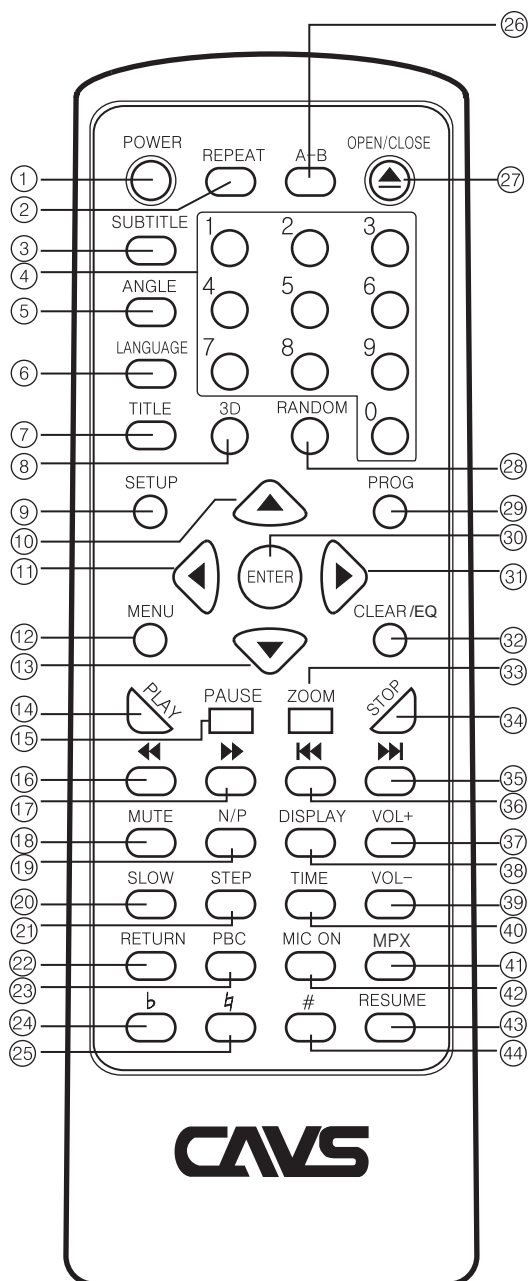 ㉖
POWER REPEAT A-B OPEN/CLOSE
① ㉗
②
SUBTITLE 1 2 3
③
④
ANGLE 4 5 6
⑤
LANGUAGE 7 8 9
⑥
TITLE 3D RANDOM 0
⑦
⑧ ㉘
SETUP PROG
⑨ ㉙
⑩ ㉚
⑪ ENTER ㉛
MENU CLEAR/EQ
⑫ ㉜
⑬ ㉝
PLAY PAUSE ZOOM STOP
⑭ ㉞
⑮
⑯ ㉟
⑰ ㊱
MUTE N/P DISPLAY VOL+
⑱ ㊲
⑲ ㊳
SLOW STEP TIME VOL-
⑳ ㊴
㉑ ㊵
RETURN PBC MIC ON MPX
㉒ ㊶
㉓ ㊷
♭ ♮ # RESUME
㉔ ㊸
㉕ ㊹
CAVS